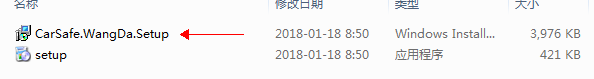 名称 修改日期 类型 大小
CarSafe.WangDa.Setup 2018-01-18 8:50 Windows Install... 3,976 KB
setup 2018-01-18 8:50 应用程序 421 KB